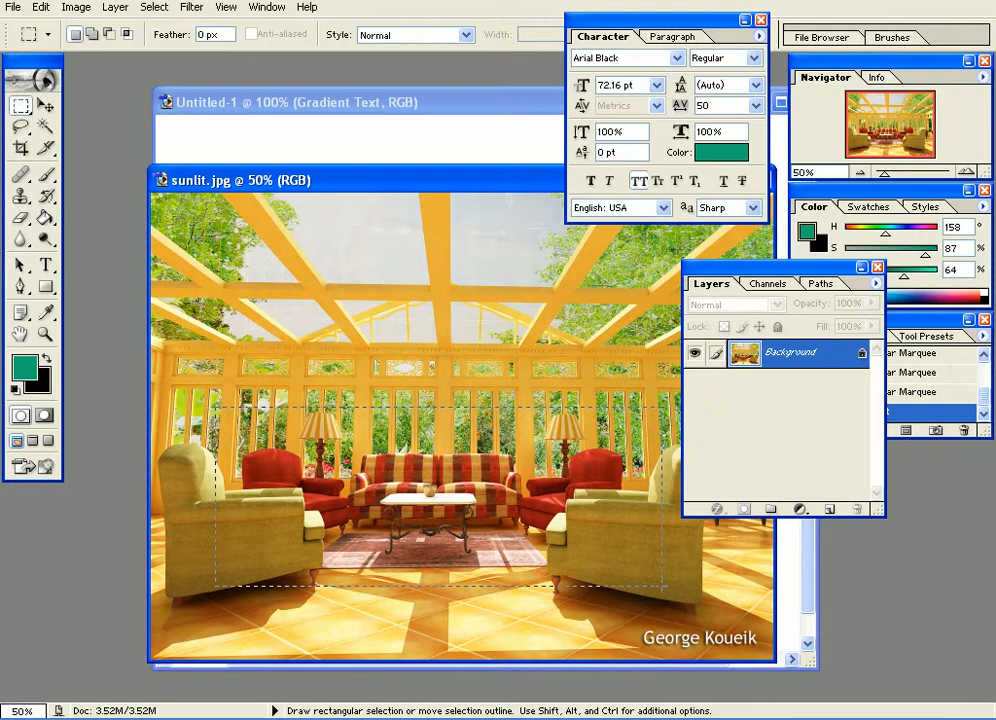 File Edit Image Layer Select Filter View Window Help
Feather: 0 px Anti-aliased Style: Normal Width:
File Browser Brushes
Character Paragraph
Arial Black Regular
72.16 pt (Auto)
Metrics 50
100% 100%
0 pt Color:
T T TT Tr T¹ T₁ T T
English: USA aa Sharp
Navigator Info
50%
Color Swatches Styles
H 158 °
S 87 %
64 %
Tool Presets
ar Marquee
ar Marquee
Untitled-1 @ 100% (Gradient Text, RGB)
sunlit.jpg @ 50% (RGB)
Layers Channels Paths
Normal Opacity: 100%
Lock: Fill: 100%
Background
George Koueik
50% Doc: 3.52M/3.52M Draw rectangular selection or move selection outline. Use Shift, Alt, and Ctrl for additional options.